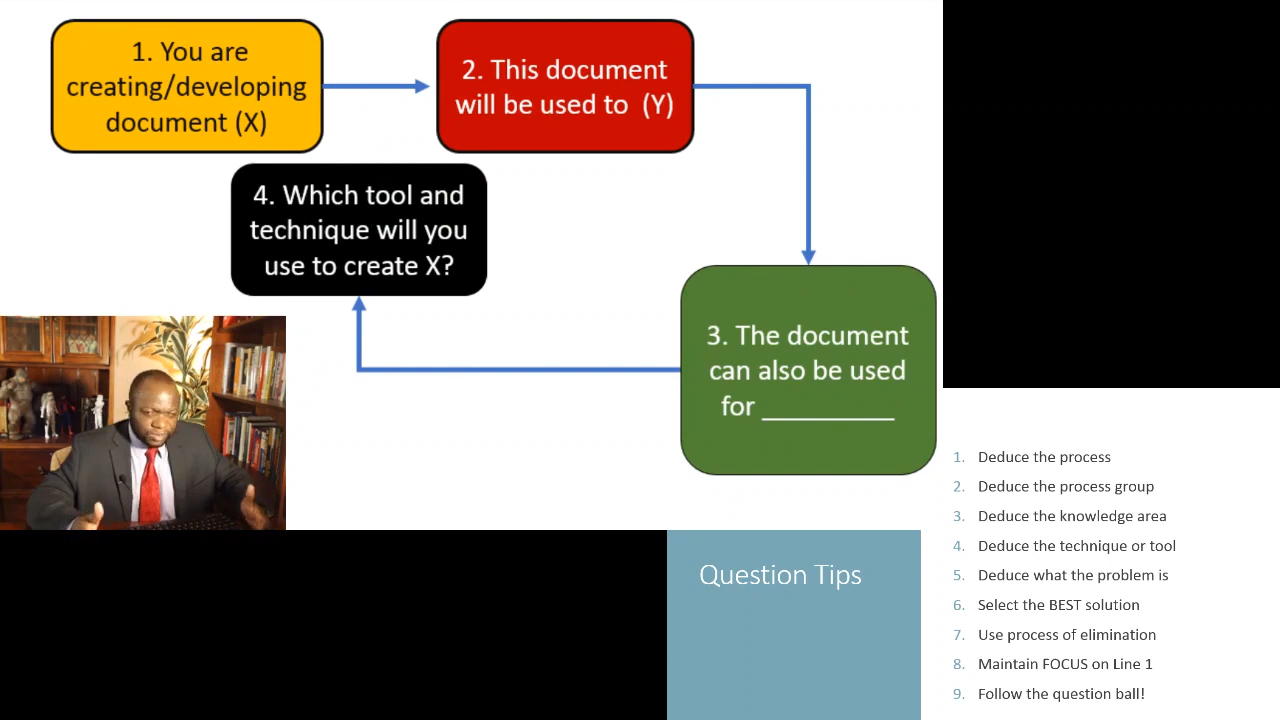 1. You are
creating/developing
document (X)
2. This document
will be used to (Y)
4. Which tool and
technique will you
use to create X?
3. The document
can also be used
for __________
Question Tips
1. Deduce the process
2. Deduce the process group
3. Deduce the knowledge area
4. Deduce the technique or tool
5. Deduce what the problem is
6. Select the BEST solution
7. Use process of elimination
8. Maintain FOCUS on Line 1
9. Follow the question ball!